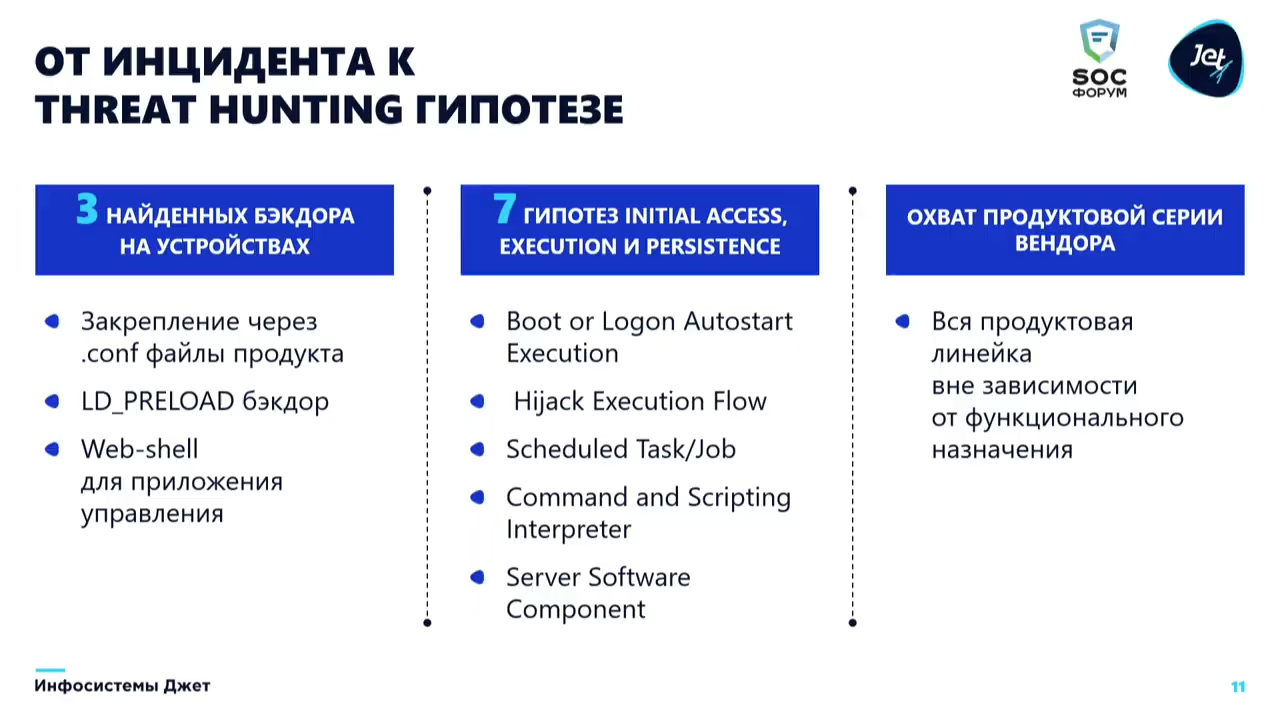 ОТ ИНЦИДЕНТА К
THREAT HUNTING ГИПОТЕЗЕ
SOC
ФОРУМ
Jet
3 НАЙДЕННЫХ БЭКДОРА
НА УСТРОЙСТВАХ
Закрепление через
.conf файлы продукта
LD_PRELOAD бэкдор
Web-shell
для приложения
управления
7 ГИПОТЕЗ INITIAL ACCESS,
EXECUTION И PERSISTENCE
Boot or Logon Autostart
Execution
Hijack Execution Flow
Scheduled Task/Job
Command and Scripting
Interpreter
Server Software
Component
ОХВАТ ПРОДУКТОВОЙ СЕРИИ
ВЕНДОРА
Вся продуктовая
линейка
вне зависимости
от функционального
назначения
Инфосистемы Джет
11